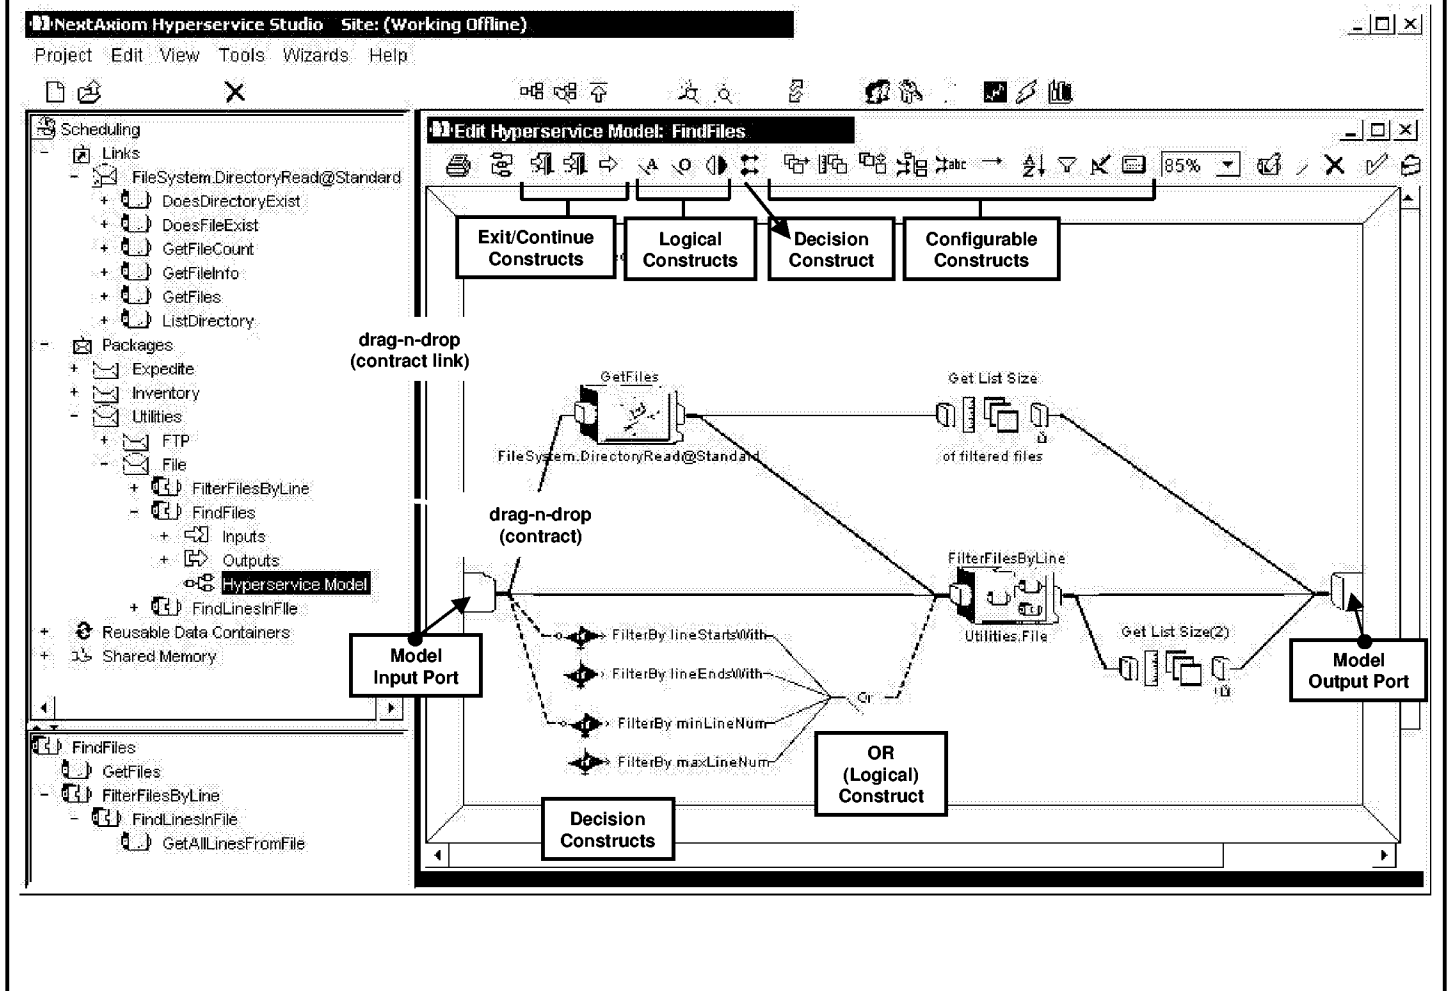 NextAxiom Hyperservice Studio Site: (Working Offline)
Project Edit View Tools Wizards Help
Scheduling
Links
FileSystem.DirectoryRead@Standard
DoesDirectoryExist
DoesFileExist
GetFileCount
GetFileInfo
GetFiles
ListDirectory
Packages
Expedite
Inventory
Utilities
FTP
File
FilterFilesByLine
FindFiles
Inputs
Outputs
Hyperservice Model
FindLinesInFile
Reusable Data Containers
Shared Memory
FindFiles
GetFiles
FilterFilesByLine
FindLinesInFile
GetAllLinesFromFile
Edit Hyperservice Model: FindFiles
A
O
abc
85%
Exit/Continue
Constructs
Logical
Constructs
Decision
Construct
Configurable
Constructs
drag-n-drop
(contract link)
GetFiles
FileSystem.DirectoryRead@Standard
Get List Size
of filtered files
drag-n-drop
(contract)
FilterFilesByLine
Utilities.File
FilterBy lineStartsWith
FilterBy lineEndsWith
FilterBy minLineNum
FilterBy maxLineNum
Or
Get List Size(2)
Model
Input Port
Model
Output Port
OR
(Logical)
Construct
Decision
Constructs